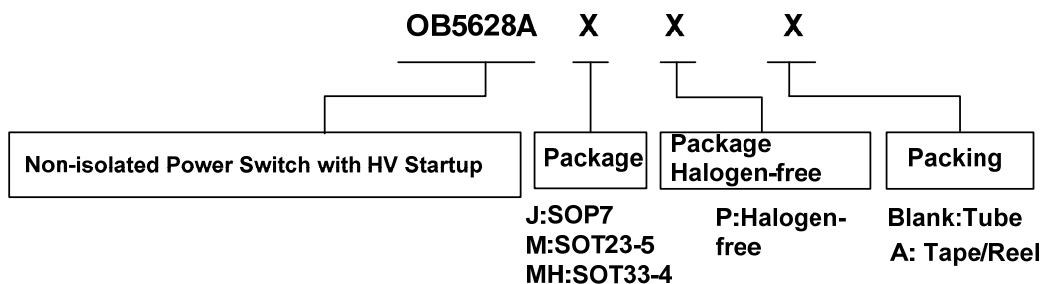 OB5628A X X X
Non-isolated Power Switch with HV Startup
Package
Package
Halogen-free
Packing
J:SOP7
M:SOT23-5
MH:SOT33-4
P:Halogen-
free
Blank:Tube
A: Tape/Reel